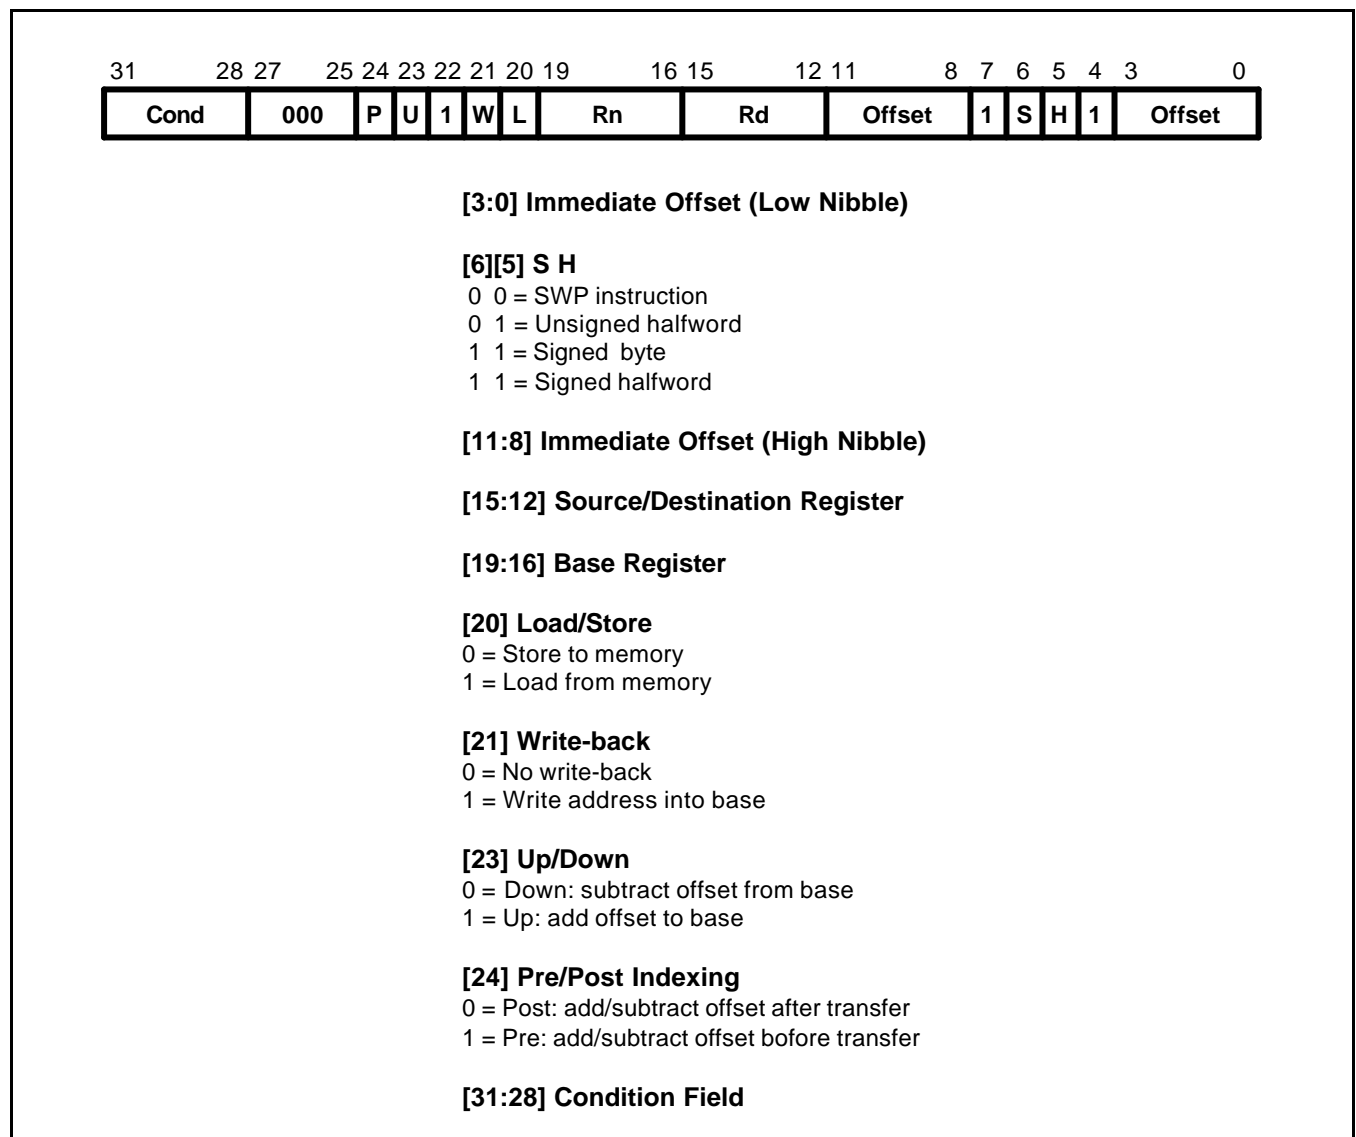 31 28 27 25 24 23 22 21 20 19 16 15 12 11 8 7 6 5 4 3 0
Cond 000 P U 1 W L Rn Rd Offset 1 S H 1 Offset
[3:0] Immediate Offset (Low Nibble)
[6][5] S H
0 0 = SWP instruction
0 1 = Unsigned halfword
1 1 = Signed byte
1 1 = Signed halfword
[11:8] Immediate Offset (High Nibble)
[15:12] Source/Destination Register
[19:16] Base Register
[20] Load/Store
0 = Store to memory
1 = Load from memory
[21] Write-back
0 = No write-back
1 = Write address into base
[23] Up/Down
0 = Down: subtract offset from base
1 = Up: add offset to base
[24] Pre/Post Indexing
0 = Post: add/subtract offset after transfer
1 = Pre: add/subtract offset bofore transfer
[31:28] Condition Field